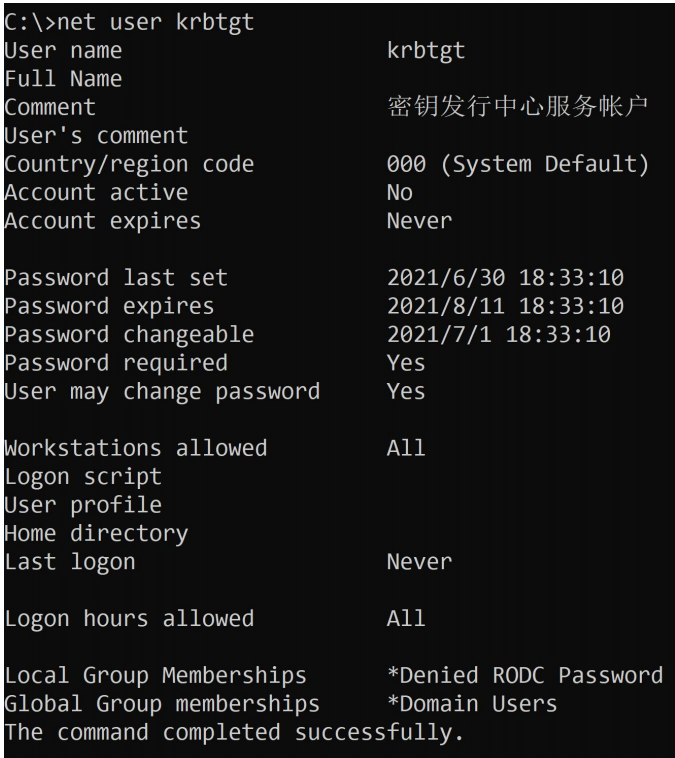 C:\>net user krbtgt
User name krbtgt
Full Name
Comment 密钥发行中心服务帐户
User's comment
Country/region code 000 (System Default)
Account active No
Account expires Never
Password last set 2021/6/30 18:33:10
Password expires 2021/8/11 18:33:10
Password changeable 2021/7/1 18:33:10
Password required Yes
User may change password Yes
Workstations allowed All
Logon script
User profile
Home directory
Last logon Never
Logon hours allowed All
Local Group Memberships *Denied RODC Password
Global Group memberships *Domain Users
The command completed successfully.